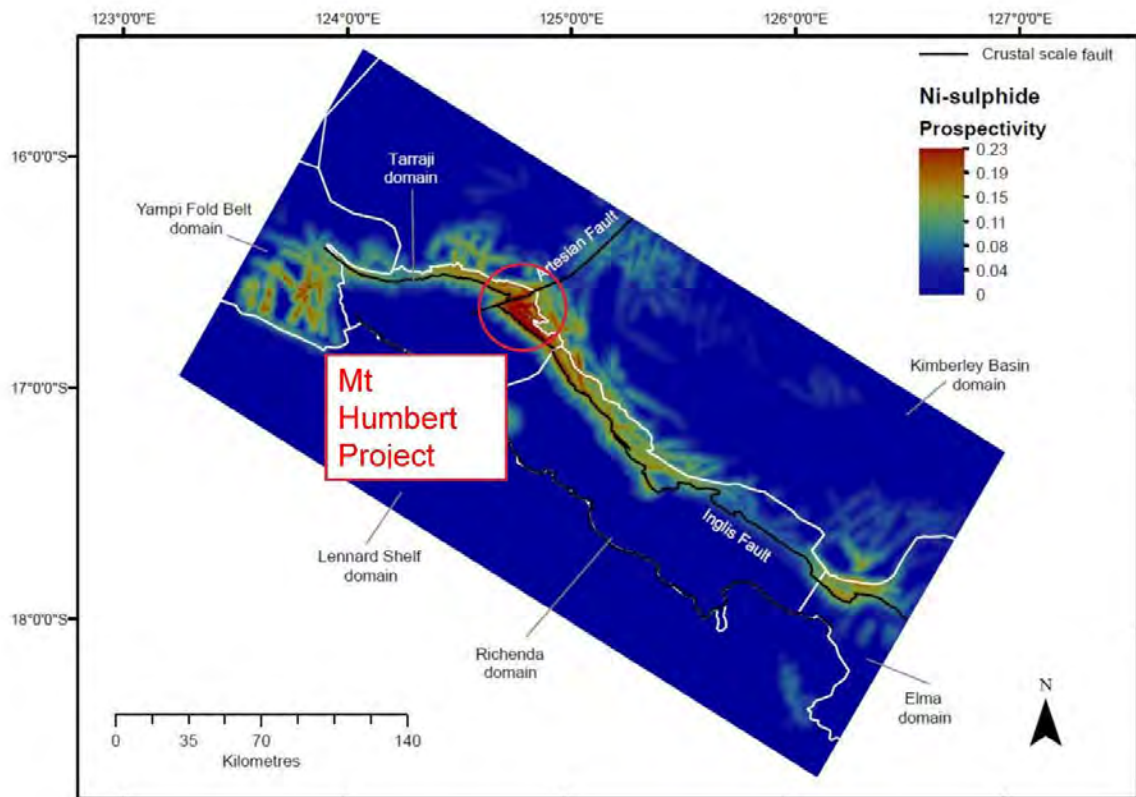 123°0'0"E
124°0'0"E
125°0'0"E
126°0'0"E
127°0'0"E
Crustal scale fault
Ni-sulphide
Prospectivity
0.23
0.19
0.15
0.11
0.08
0.04
0
16°0'0"S
17°0'0"S
18°0'0"S
Tarraji
domain
Yampi Fold Belt
domain
Artesian Fault
Kimberley Basin
domain
Mt
Humbert
Project
Inglis Fault
Lennard Shelf
domain
Richenda
domain
Elma
domain
N
0 35 70 140
Kilometres